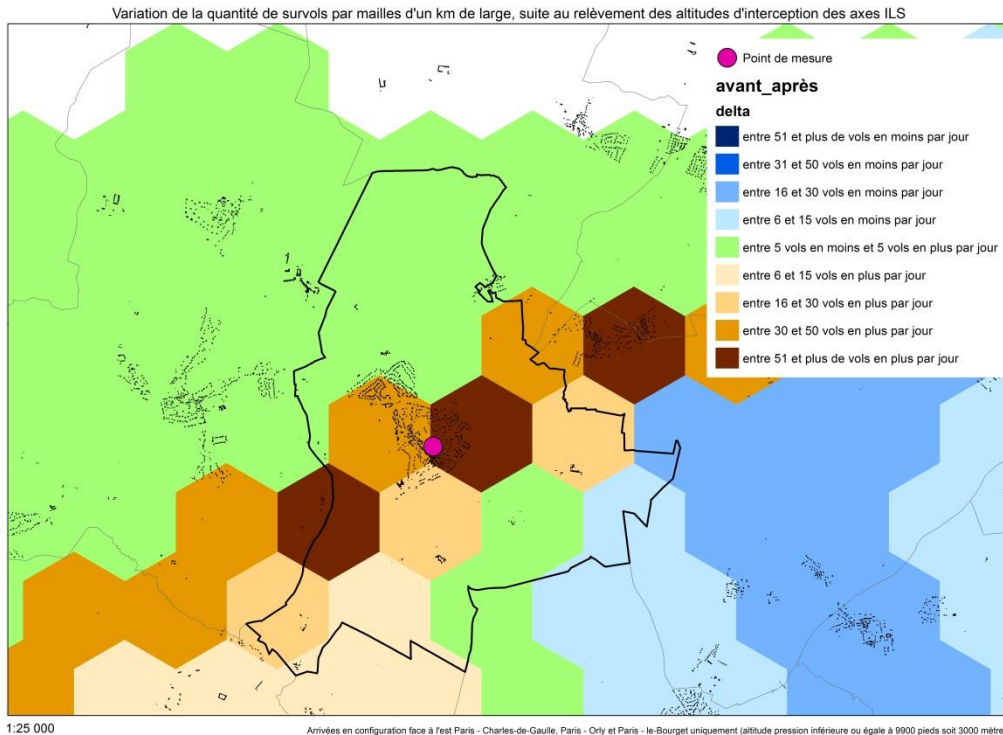 Variation de la quantité de survols par mailles d'un km de large, suite au relèvement des altitudes d'interception des axes ILS
Point de mesure
avant_après
delta
entre 51 et plus de vols en moins par jour
entre 31 et 50 vols en moins par jour
entre 16 et 30 vols en moins par jour
entre 6 et 15 vols en moins par jour
entre 5 vols en moins et 5 vols en plus par jour
entre 6 et 15 vols en plus par jour
entre 16 et 30 vols en plus par jour
entre 30 et 50 vols en plus par jour
entre 51 et plus de vols en plus par jour
1:25 000
Arrivées en configuration face à l'est Paris - Charles-de-Gaulle, Paris - Orly et Paris - le-Bourget uniquement (altitude pression inférieure ou égale à 9900 pieds soit 3000 mètre